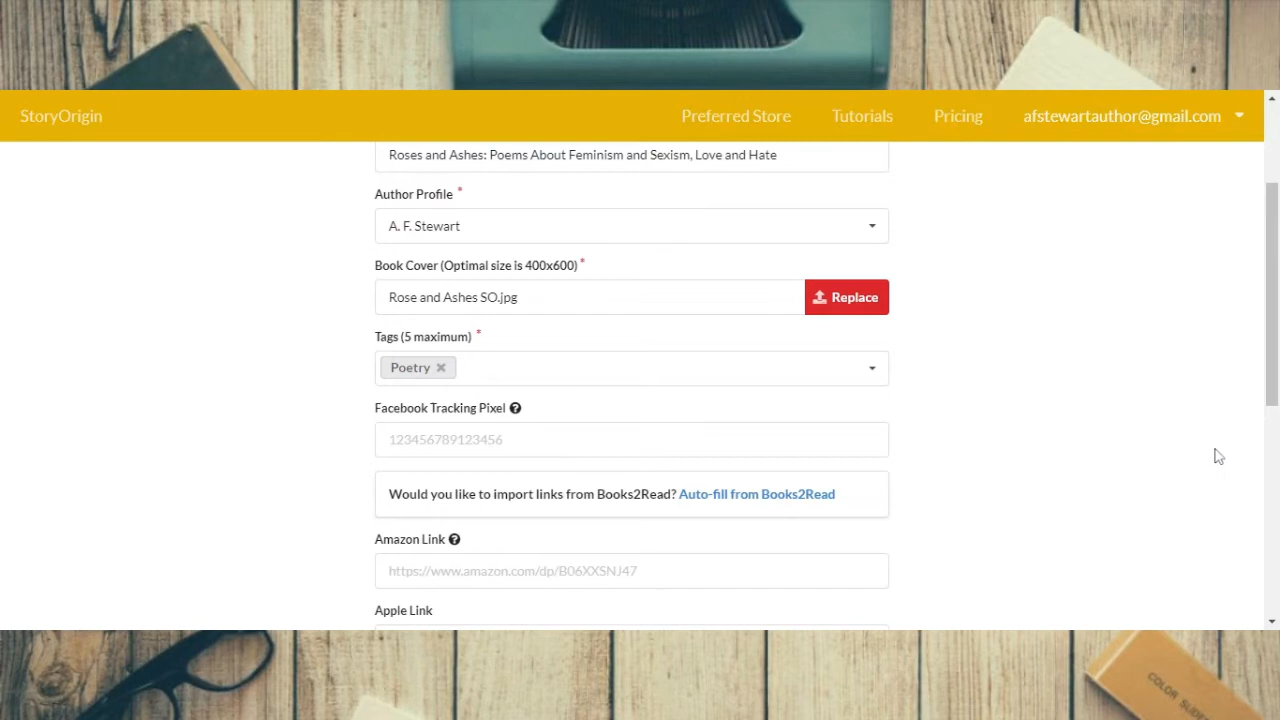 StoryOrigin Preferred Store Tutorials Pricing afstewartauthor@gmail.com
Roses and Ashes: Poems About Feminism and Sexism, Love and Hate
Author Profile *
A. F. Stewart
Book Cover (Optimal size is 400x600) *
Rose and Ashes SO.jpg Replace
Tags (5 maximum) *
Poetry
Facebook Tracking Pixel
123456789123456
Would you like to import links from Books2Read? Auto-fill from Books2Read
Amazon Link
https://www.amazon.com/dp/B06XXSNJ47
Apple Link
COLOR SLIDES